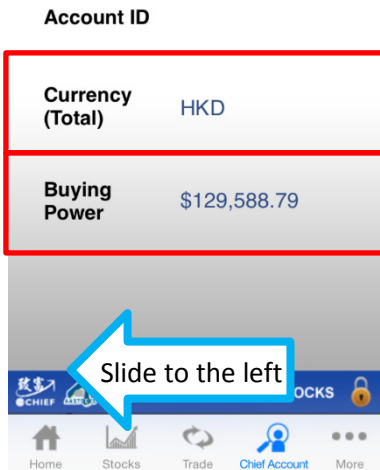 Account ID
Currency
(Total)
HKD
Buying
Power
$129,588.79
Slide to the left
致富
CHIEF
OCKS
Home
Stocks
Trade
Chief Account
More